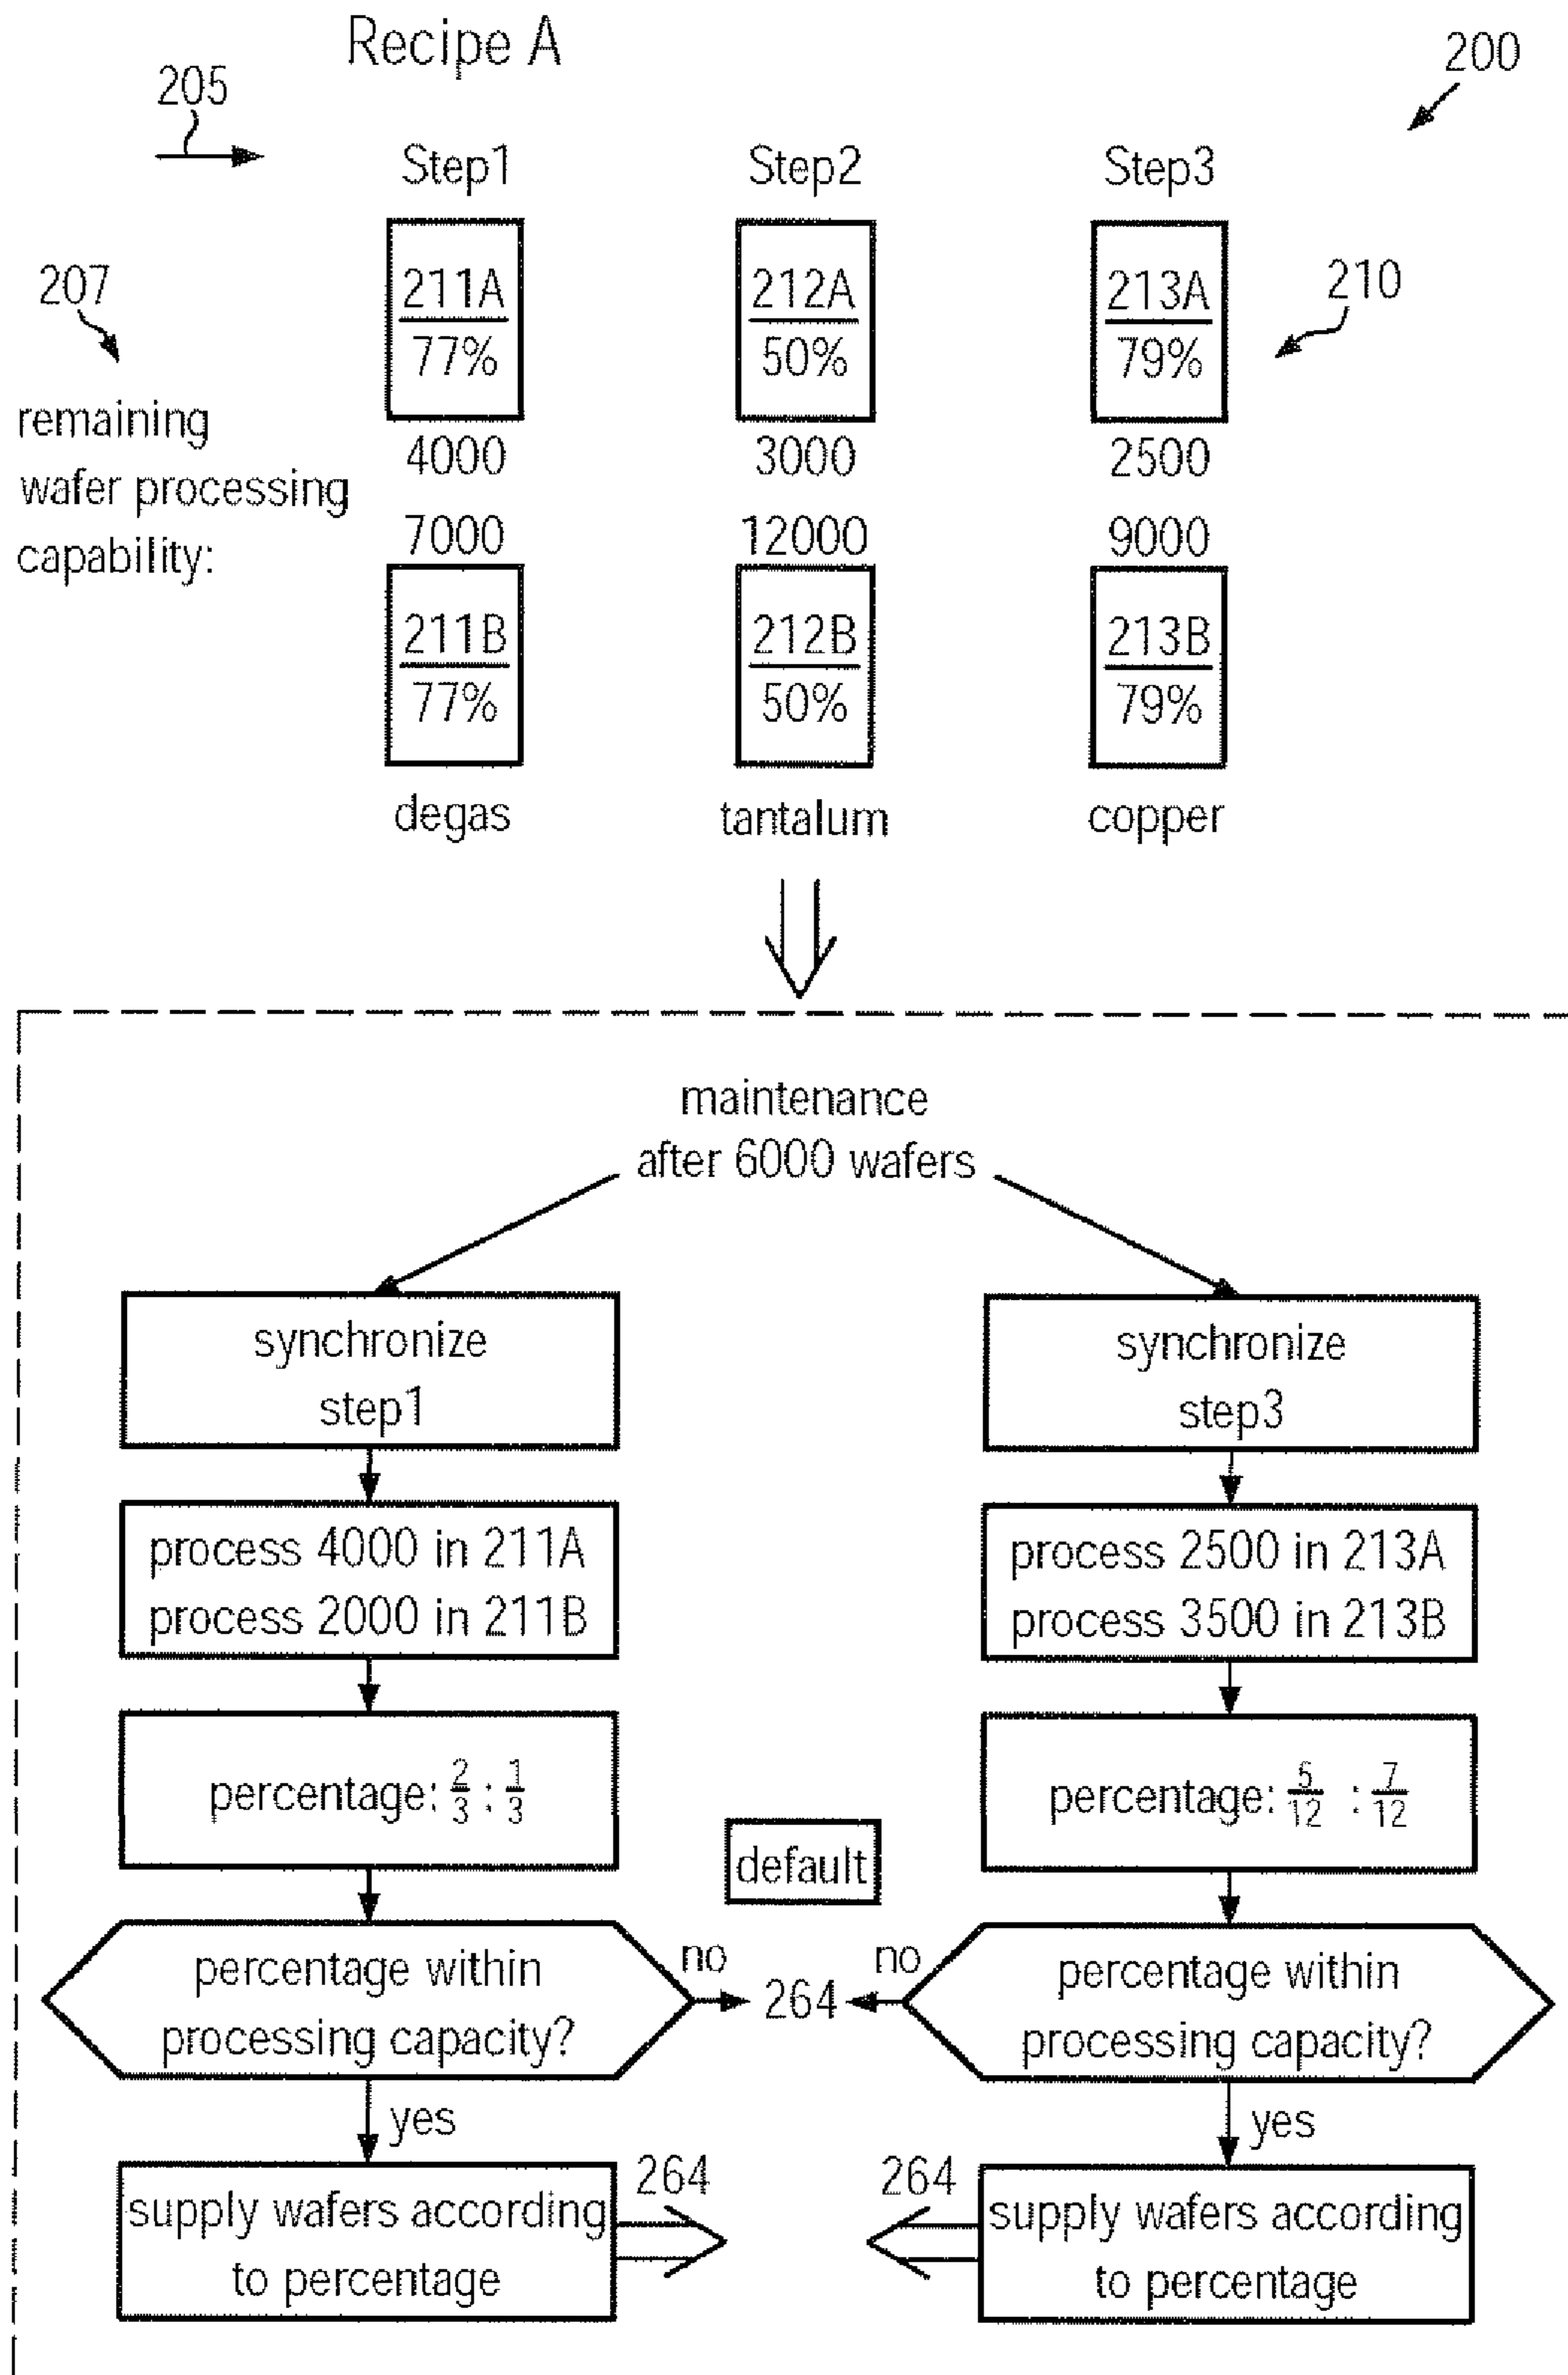 Recipe A
200
205
Step1 Step2 Step3
207
210
211A 212A 213A
77% 50% 79%
remaining
wafer processing
capability:
4000 3000 2500
7000 12000 9000
211B 212B 213B
77% 50% 79%
degas tantalum copper
maintenance
after 6000 wafers
synchronize
step1
process 4000 in 211A
process 2000 in 211B
percentage: 2/3 : 1/3
synchronize
step3
process 2500 in 213A
process 3500 in 213B
percentage: 5/12 : 7/12
default
percentage within
processing capacity?
no 264 no
percentage within
processing capacity?
yes
yes
supply wafers according
to percentage
264
264
supply wafers according
to percentage